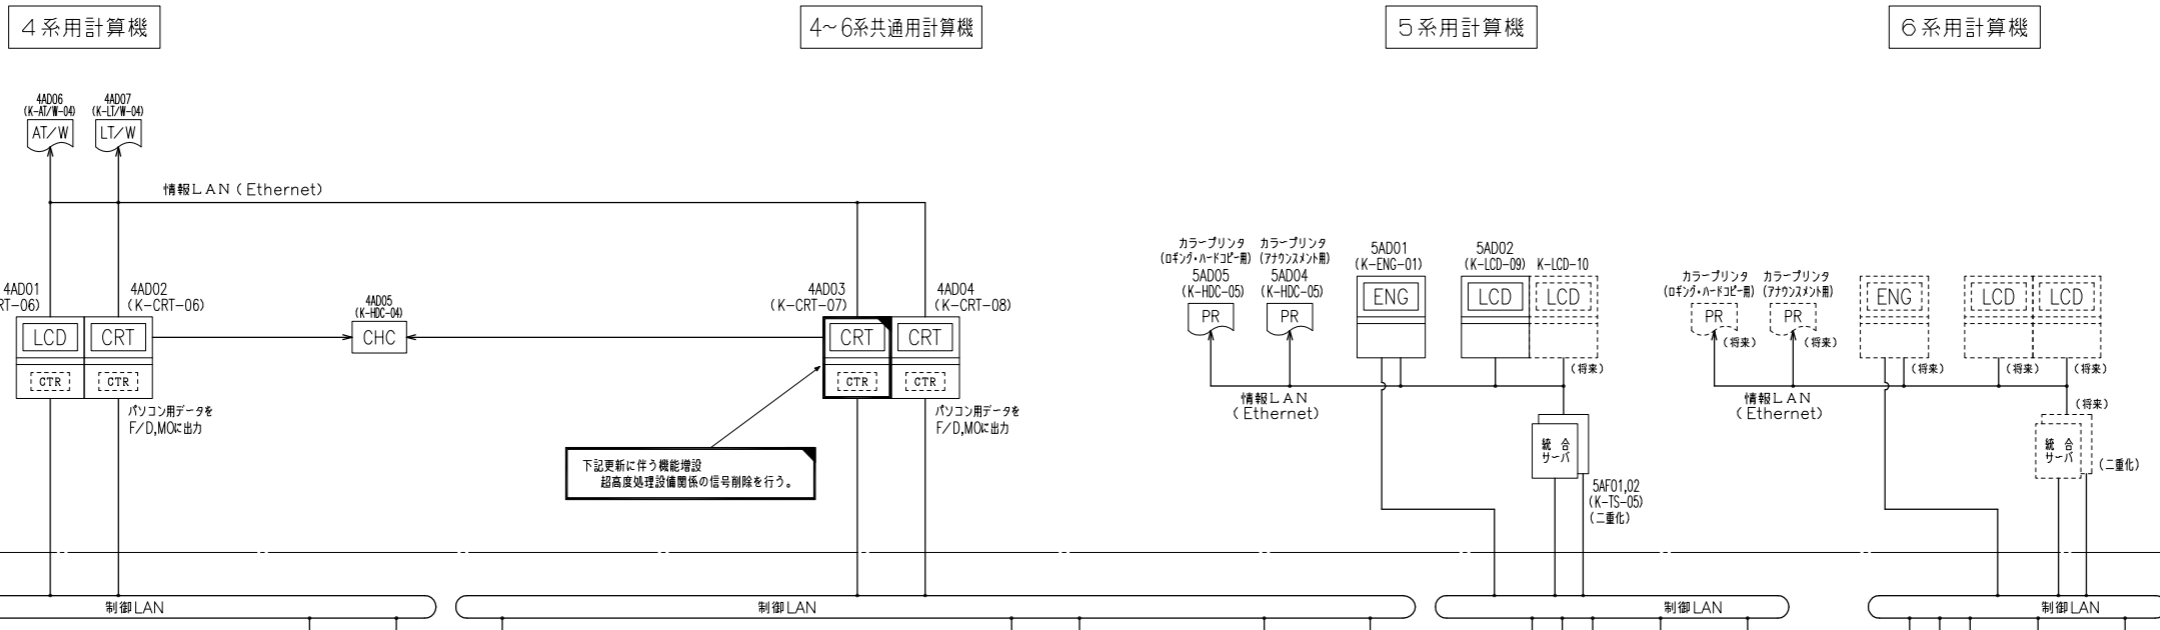 4系用計算機
4～6系共通用計算機
5系用計算機
6系用計算機
4AD06
(K-AT/W-04)
AT/W
4AD07
(K-LT/W-04)
LT/W
情報LAN(Ethernet)
4AD01
RT-06)
LCD
CTR
4AD02
(K-CRT-06)
CRT
CTR
パソコン用データを
F/D,MOに出力
4AD05
(K-HDC-04)
CHC
4AD03
(K-CRT-07)
CRT
CTR
4AD04
(K-CRT-08)
CRT
CTR
パソコン用データを
F/D,MOに出力
下記更新に伴う機能増設
超高度処理設備関係の信号削除を行う。
カラープリンタ
(ロギング・ハードコピー用)
5AD05
(K-HDC-05)
PR
カラープリンタ
(アナウンスメント用)
5AD04
(K-HDC-05)
PR
5AD01
(K-ENG-01)
ENG
5AD02
(K-LCD-09)
LCD
K-LCD-10
LCD
(将来)
情報LAN
(Ethernet)
統合
サーバ
5AF01,02
(K-TS-05)
(二重化)
カラープリンタ
(ロギング・ハードコピー用)
PR
(将来)
カラープリンタ
(アナウンスメント用)
PR
(将来)
ENG
(将来)
LCD
(将来)
LCD
(将来)
情報LAN
(Ethernet)
(将来)
統合
サーバ
(二重化)
制御LAN
制御LAN
制御LAN
制御LAN